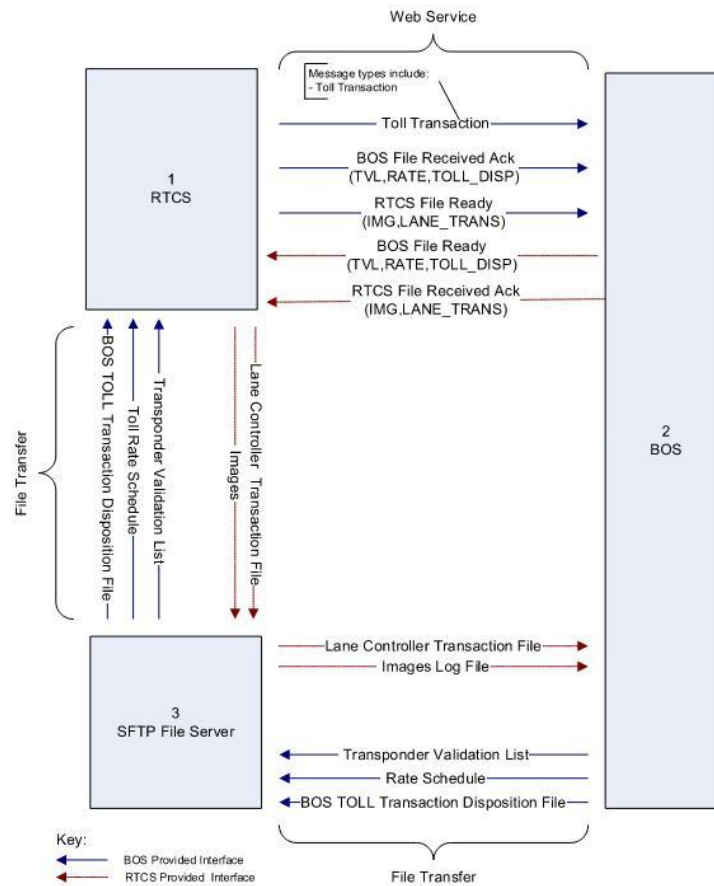 Web Service
Message types include:
- Toll Transaction
Toll Transaction
1
RTCS
BOS File Received Ack
(TVL,RATE,TOLL_DISP)
RTCS File Ready
(IMG,LANE_TRANS)
BOS File Ready
(TVL,RATE,TOLL_DISP)
RTCS File Received Ack
(IMG,LANE_TRANS)
2
BOS
File Transfer
BOS TOLL Transaction Disposition File
Toll Rate Schedule
Transponder Validation List
Images
Lane Controller Transaction File
3
SFTP File Server
Lane Controller Transaction File
Images Log File
Transponder Validation List
Rate Schedule
BOS TOLL Transaction Disposition File
Key:
BOS Provided Interface
RTCS Provided Interface
File Transfer